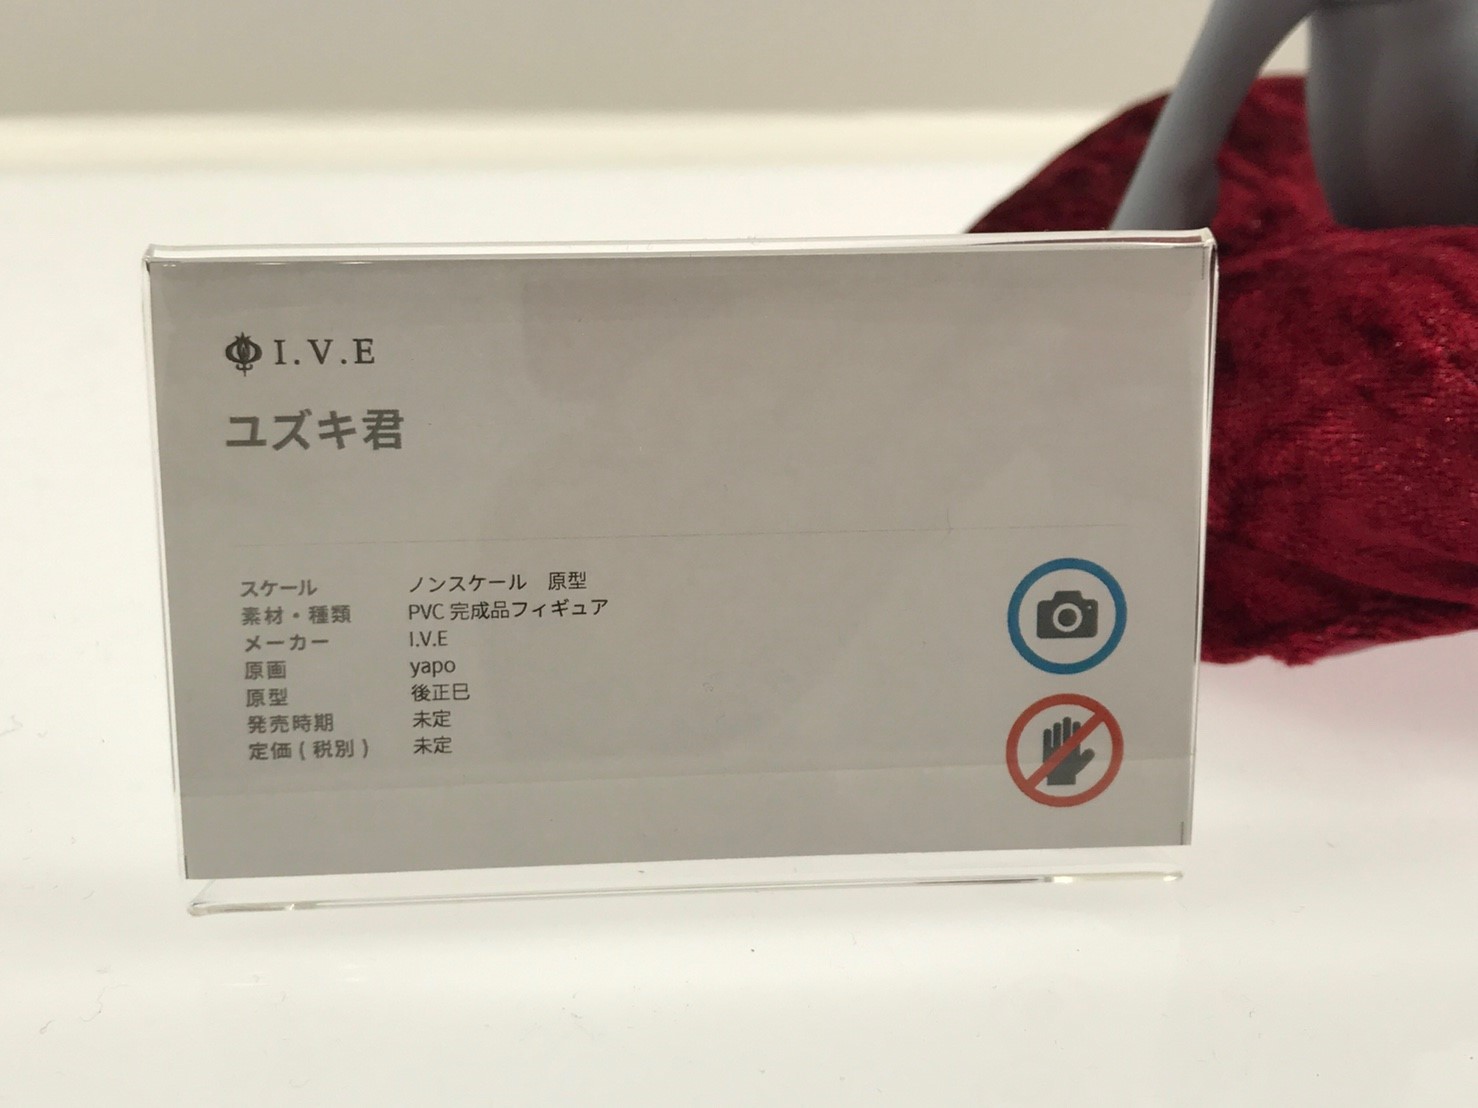 I.V.E
ユズキ君
スケール ノンスケール 原型
素材・種類 PVC 完成品フィギュア
メーカー I.V.E
原画 yapo
原型 後正巳
発売時期 未定
定価 ( 税別 ) 未定